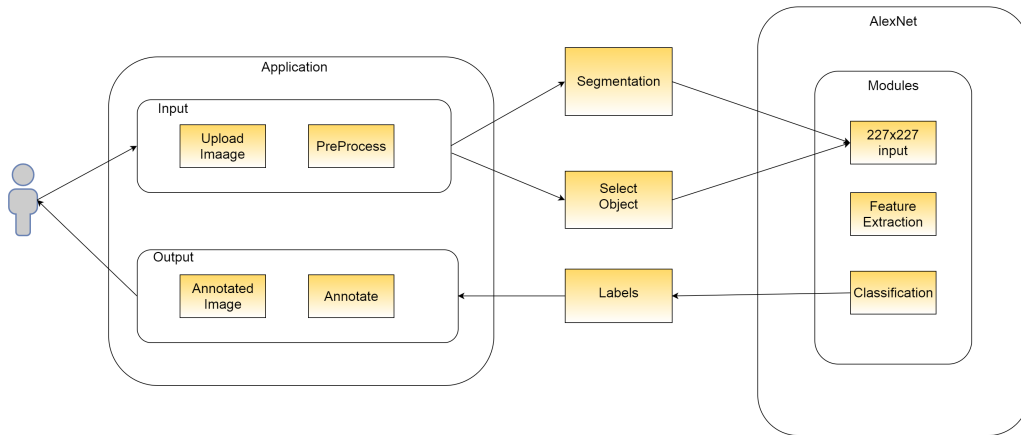 Application
Input
Upload
Imaage
PreProcess
Output
Annotated
Image
Annotate
Segmentation
Select
Object
Labels
AlexNet
Modules
227x227
input
Feature
Extraction
Classification